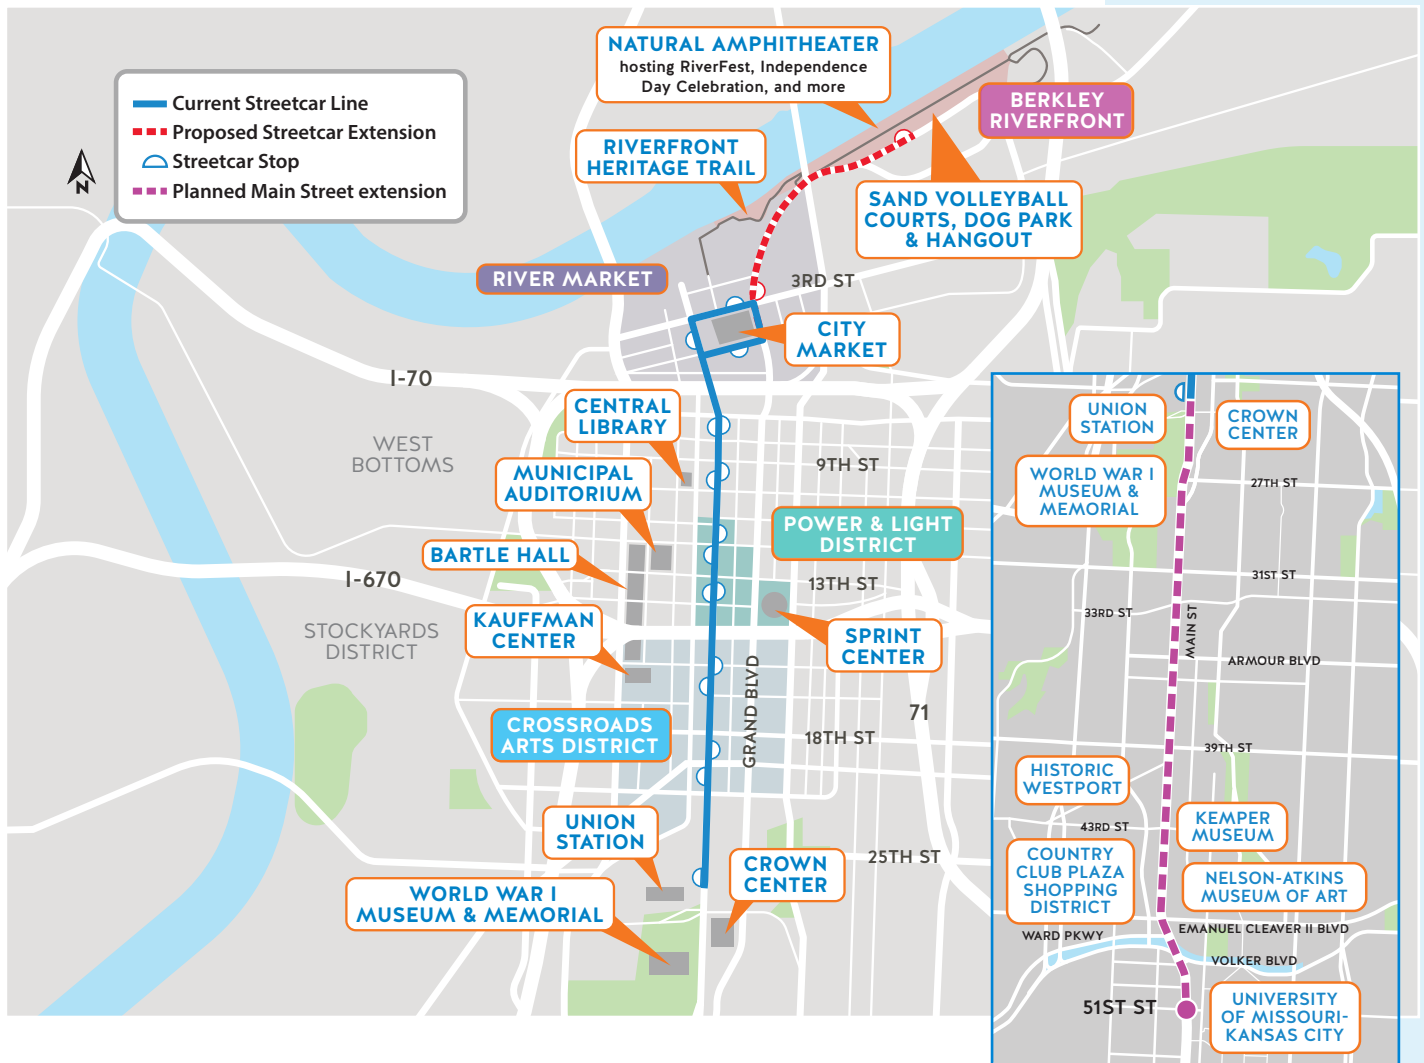 NATURAL AMPHITHEATER
hosting RiverFest, Independence
Day Celebration, and more
Current Streetcar Line
Proposed Streetcar Extension
Streetcar Stop
Planned Main Street extension
N
BERKLEY
RIVERFRONT
RIVERFRONT
HERITAGE TRAIL
SAND VOLLEYBALL
COURTS, DOG PARK
& HANGOUT
RIVER MARKET
3RD ST
CITY
MARKET
I-70
CENTRAL
LIBRARY
WEST
BOTTOMS
9TH ST
MUNICIPAL
AUDITORIUM
POWER & LIGHT
DISTRICT
BARTLE HALL
I-670
13TH ST
KAUFFMAN
CENTER
STOCKYARDS
DISTRICT
SPRINT
CENTER
GRAND BLVD
71
CROSSROADS
ARTS DISTRICT
18TH ST
UNION
STATION
25TH ST
CROWN
CENTER
WORLD WAR I
MUSEUM & MEMORIAL
UNION
STATION
CROWN
CENTER
WORLD WAR I
MUSEUM &
MEMORIAL
27TH ST
31ST ST
33RD ST
MAIN ST
ARMOUR BLVD
39TH ST
HISTORIC
WESTPORT
43RD ST
KEMPER
MUSEUM
COUNTRY
CLUB PLAZA
SHOPPING
DISTRICT
NELSON-ATKINS
MUSEUM OF ART
WARD PKWY
EMANUEL CLEAVER II BLVD
VOLKER BLVD
51ST ST
UNIVERSITY
OF MISSOURI-
KANSAS CITY